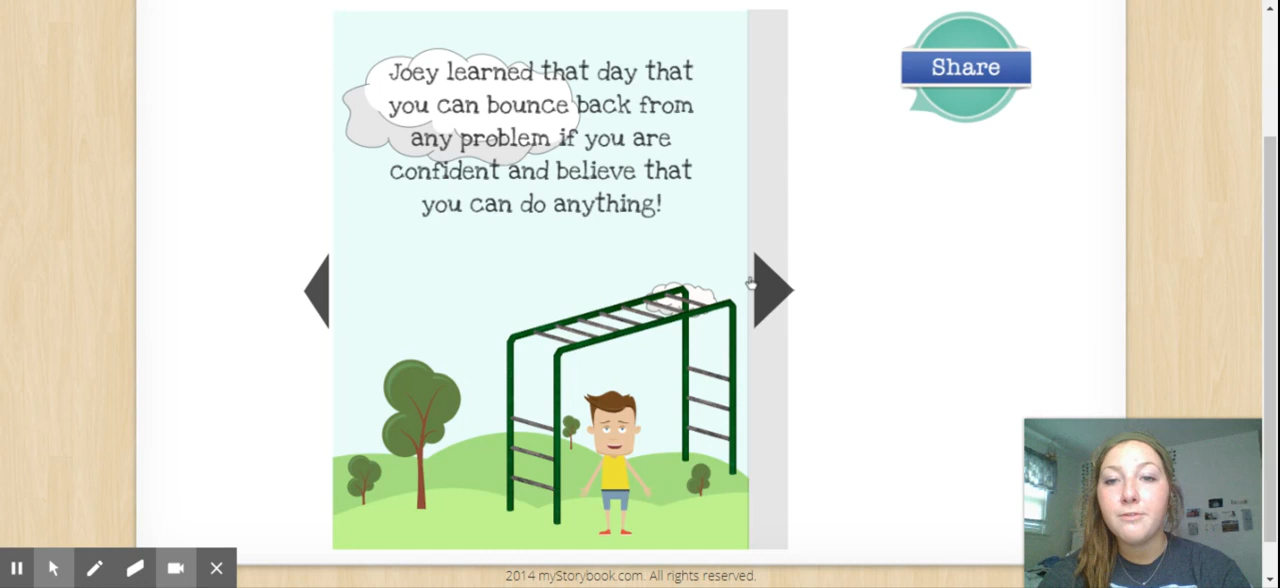 Joey learned that day that
you can bounce back from
any problem if you are
confident and believe that
you can do anything!
Share
2014 myStorybook.com. All rights reserved.